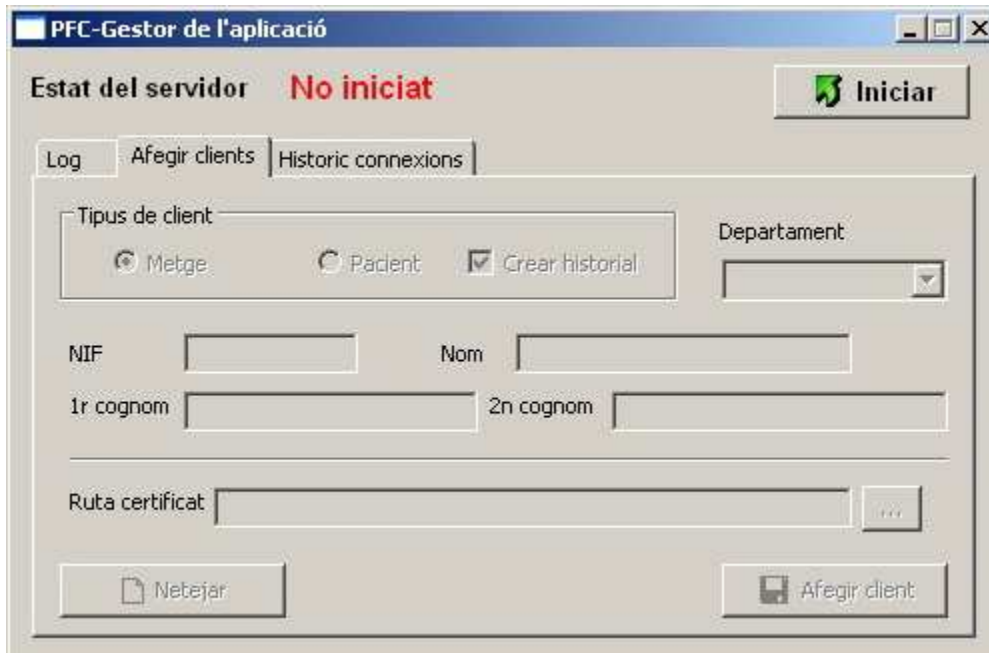 PFC-Gestor de l'aplicació
Estat del servidor No iniciat Iniciar
Log Afegir clients Historic connexions
Tipus de client
Departament
Metge Pacient Crear historial
NIF Nom
1r cognom 2n cognom
Ruta certificat ...
Netejar Afegir client